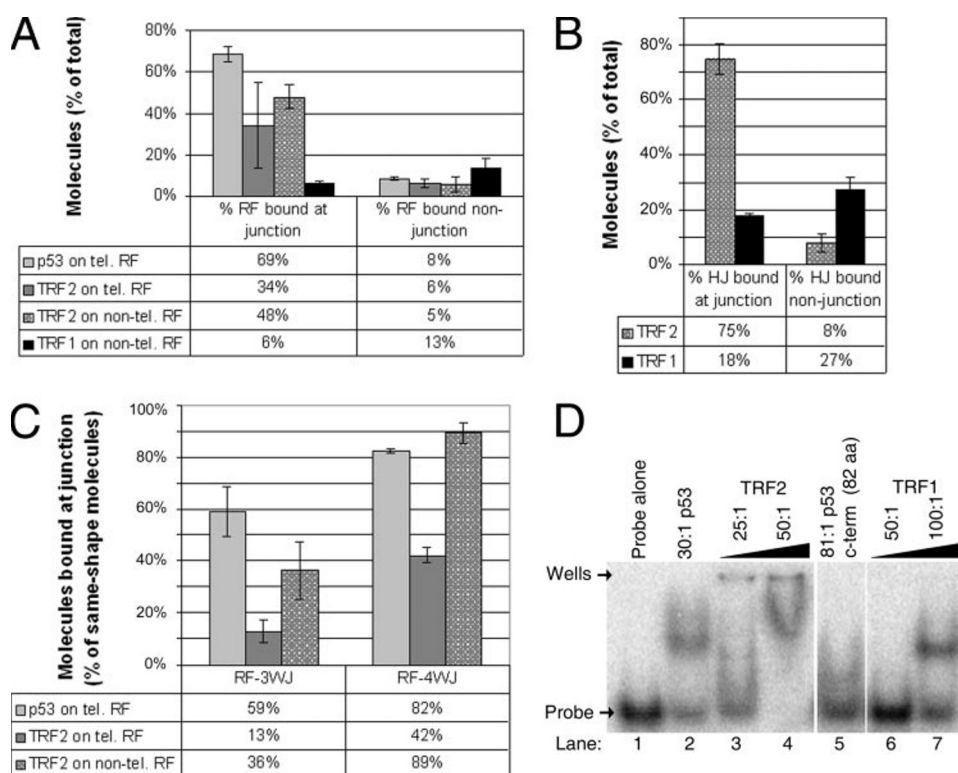 A
Molecules (% of total)
80%
60%
40%
20%
0%
% RF bound at junction
% RF bound non-junction
p53 on tel. RF 69% 8%
TRF2 on tel. RF 34% 6%
TRF2 on non-tel. RF 48% 5%
TRF1 on non-tel. RF 6% 13%
B
Molecules (% of total)
80%
60%
40%
20%
0%
% HJ bound at junction
% HJ bound non-junction
TRF2 75% 8%
TRF1 18% 27%
C
Molecules bound at junction
(% of same-shape molecules)
100%
80%
60%
40%
20%
0%
RF-3WJ RF-4WJ
p53 on tel. RF 59% 82%
TRF2 on tel. RF 13% 42%
TRF2 on non-tel. RF 36% 89%
D
Probe alone
30:1 p53
TRF2
25:1
50:1
81:1 p53
c-term (82 aa)
TRF1
50:1
100:1
Wells
Probe
Lane: 1 2 3 4 5 6 7